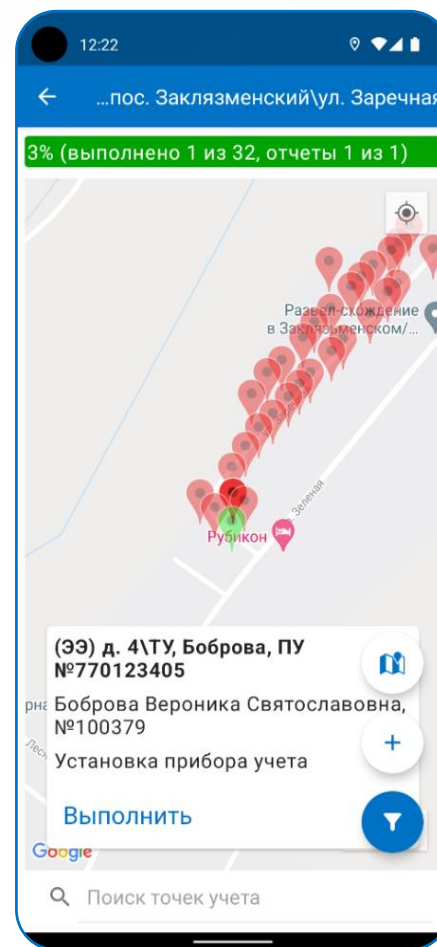 12:22
...пос. Заклязменский\ул. Заречная
3% (выполнено 1 из 32, отчеты 1 из 1)
Развал-схождение
в Заклязьменском/...
Зеленая
Рубикон
(ЭЭ) д. 4\ТУ, Боброва, ПУ
№770123405
Боброва Вероника Святославовна,
№100379
Установка прибора учета
Выполнить
Google
Поиск точек учета